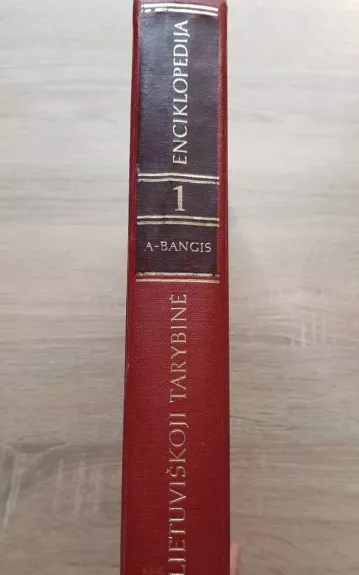 ENCIKLOPEDIJA
1
A-BANGIS
LIETUVIŠKOJI TARYBINĖ